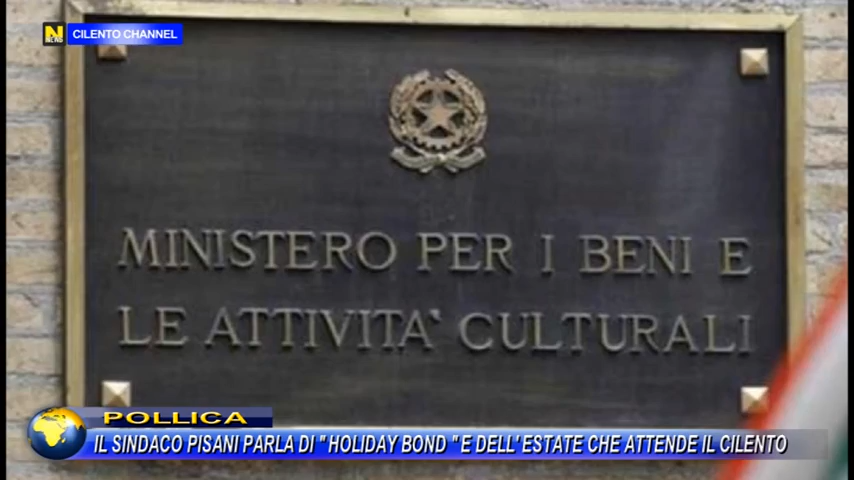 CILENTO CHANNEL
MINISTERO PER I BENI E
LE ATTIVITA` CULTURALI
POLLICA
IL SINDACO PISANI PARLA DI "HOLIDAY BOND " E DELL'ESTATE CHE ATTENDE IL CILENTO